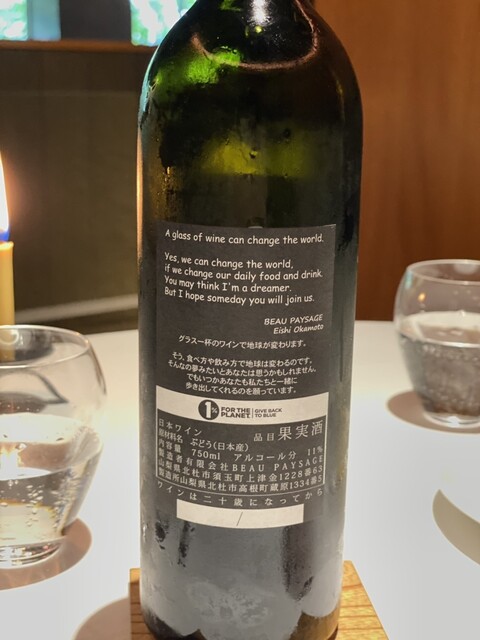 A glass of wine can change the world.
Yes, we can change the world,
if we change our daily food and drink.
You may think I'm a dreamer.
But I hope someday you will join us.
BEAU PAYSAGE
Eishi Okamoto
グラス一杯のワインで地球が変わります。
そう、食べ方や飲み方で地球は変わるのです。
そんなの夢みたいとあなたは思うかもしれません。
でもいつかあなたも私たちと一緒に
歩き出してくれるのを願っています。
1% FOR THE PLANET. GIVE BACK TO BLUE
日本ワイン 品目 果実酒
原材料名 ぶどう(日本産)
内容量 750ml アルコール分 11%
製造者有限会社BEAU PAYSAGE
山梨県北杜市須玉町上津金1228番63
製造所山梨県北杜市高根町蔵原1334番5
ワインは二十歳になってから
/